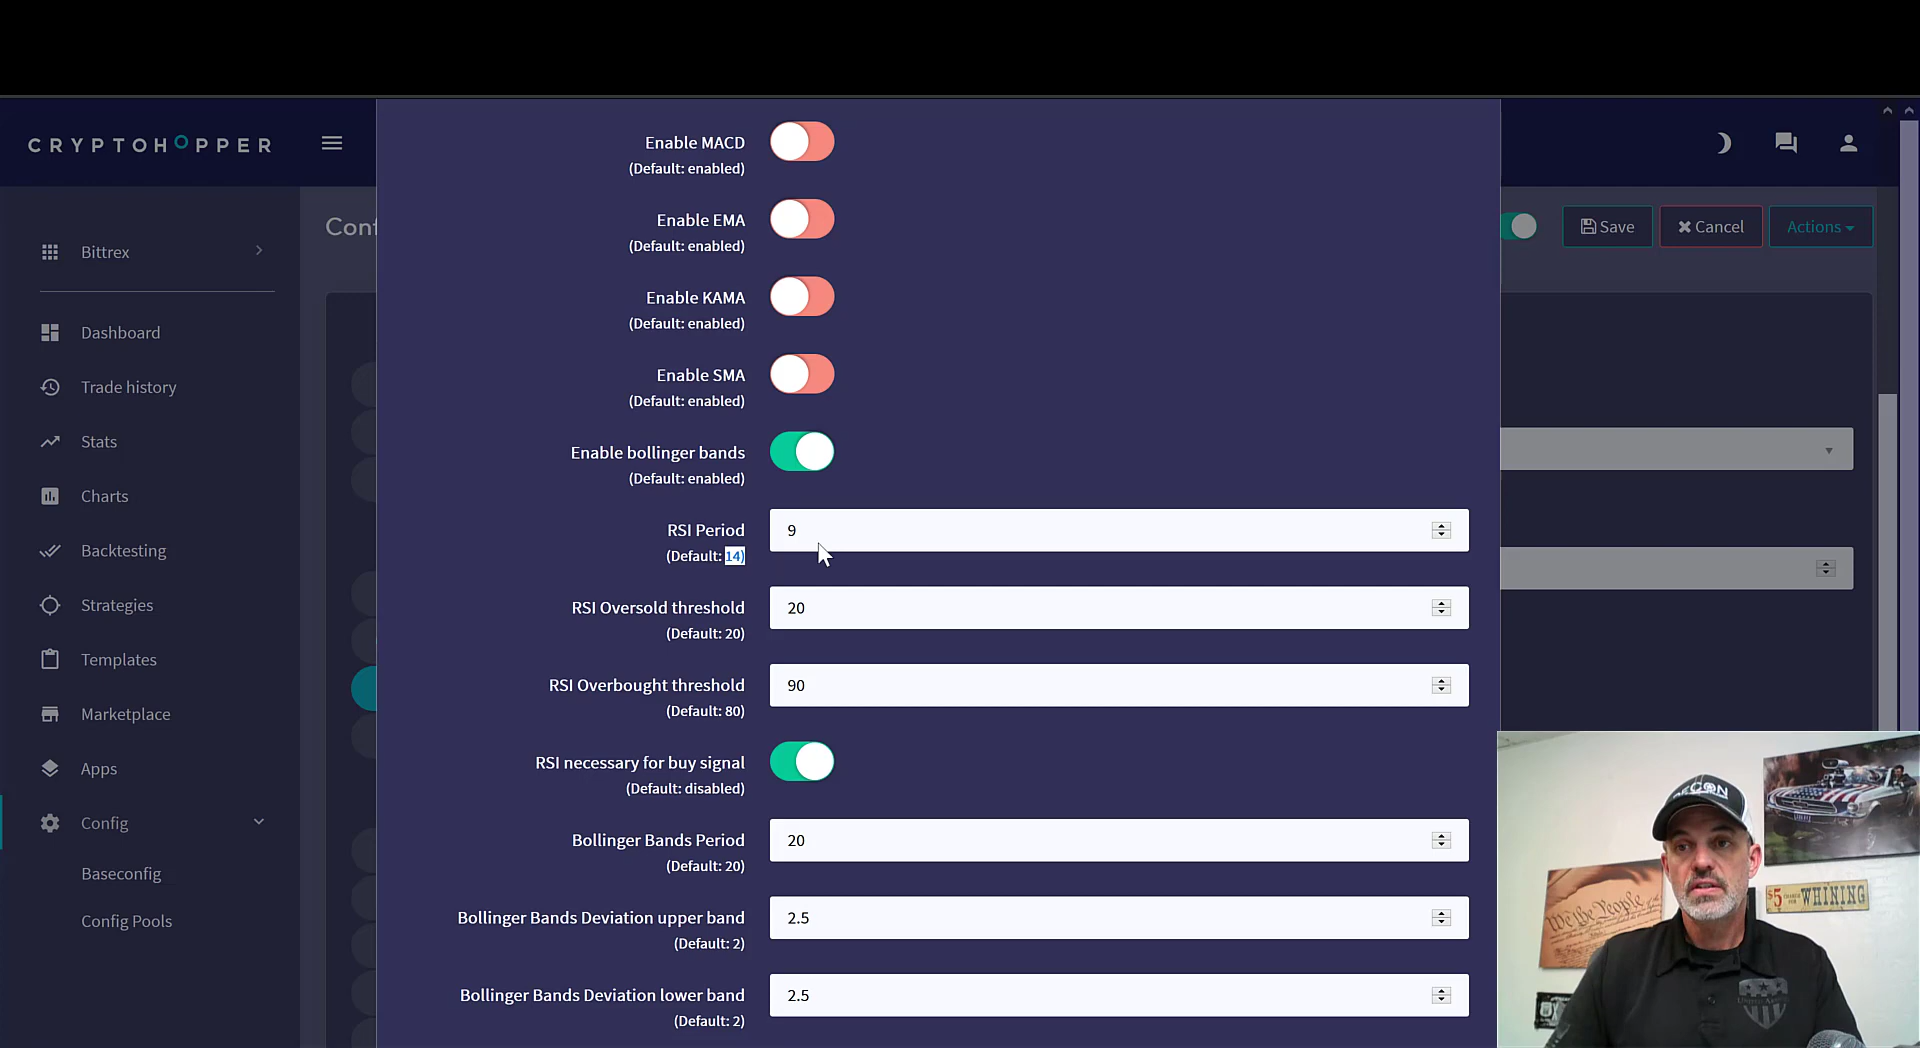 CRYPTOHOPPER
Bittrex
Dashboard
Trade history
Stats
Charts
Backtesting
Strategies
Templates
Marketplace
Apps
Config
Baseconfig
Config Pools
Conf
Save
Cancel
Actions
Enable MACD
(Default: enabled)
Enable EMA
(Default: enabled)
Enable KAMA
(Default: enabled)
Enable SMA
(Default: enabled)
Enable bollinger bands
(Default: enabled)
RSI Period
(Default: 14)
9
RSI Oversold threshold
(Default: 20)
20
RSI Overbought threshold
(Default: 80)
90
RSI necessary for buy signal
(Default: disabled)
Bollinger Bands Period
(Default: 20)
20
Bollinger Bands Deviation upper band
(Default: 2)
2.5
Bollinger Bands Deviation lower band
(Default: 2)
2.5
We the People
$5
WHINING